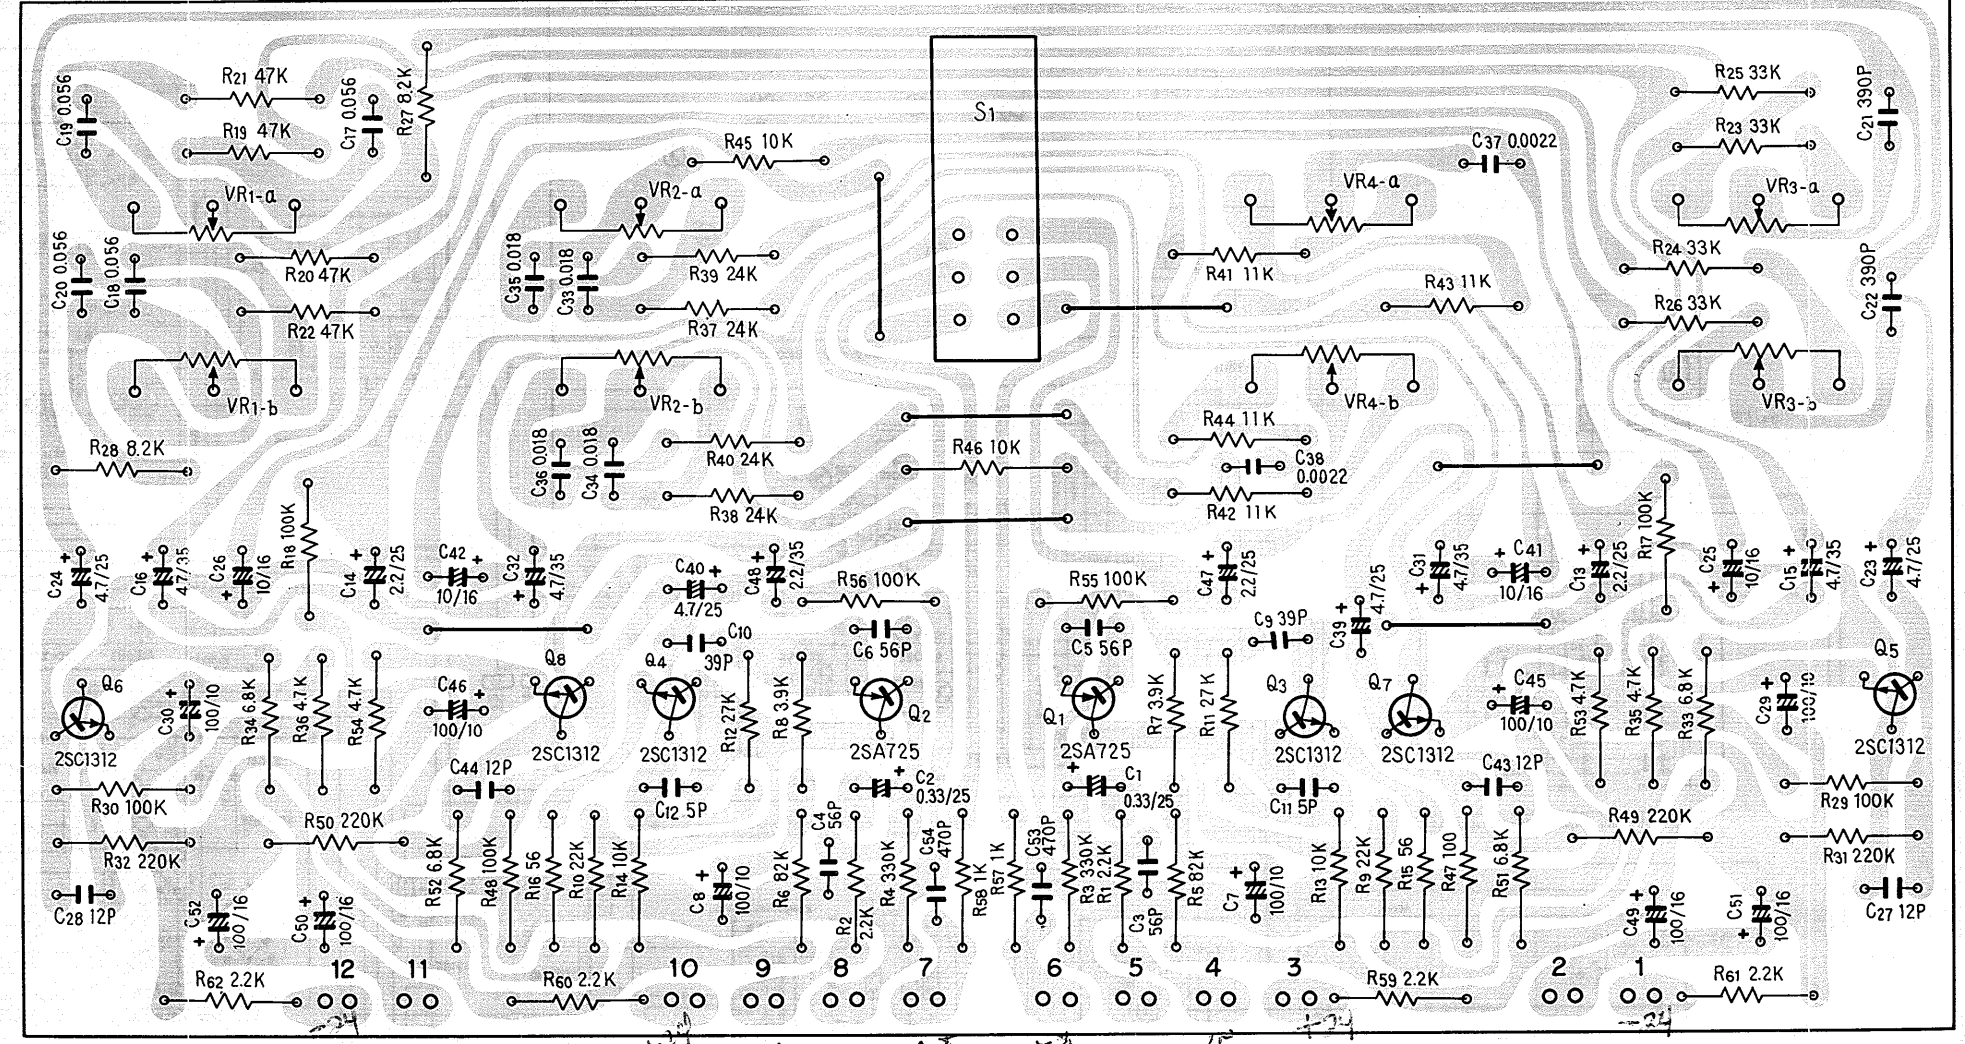 R21 47K
C19 0.056
C17 0.056
R27 8.2K
R19 47K
VR1-a
C20 0.056
C18 0.056
R20 47K
R22 47K
VR1-b
R28 8.2K
R45 10K
S1
VR2-a
C35 0.018
C33 0.018
R39 24K
R37 24K
VR2-b
C36 0.018
C34 0.018
R40 24K
R38 24K
R46 10K
C37 0.0022
VR4-a
R41 11K
R43 11K
VR4-b
R44 11K
C38
0.0022
R42 11K
R25 33K
R23 33K
C21 390P
VR3-a
R24 33K
R26 33K
C22 390P
VR3-b
R18 100K
R17 100K
C24 + 4.7/25
C16 + 4.7/35
C26 + 10/16
C14 + 2.2/25
C42 +
10/16
C32 + 4.7/35
C40 +
4.7/25
C48 + 2.2/35
R56 100K
R55 100K
C47 + 2.2/25
C39 + 4.7/25
C31 + 4.7/35
+ C41
10/16
C13 + 2.2/25
C25 + 10/16
C15 + 4.7/35
C23 + 4.7/25
C10
39P
C6 56P
C5 56P
C9 39P
Q6
2SC1312
C30 + 100/10
R34 6.8K
R36 4.7K
R54 4.7K
C46 +
100/10
Q8
2SC1312
Q4
2SC1312
R12 27K
R8 3.9K
Q2
2SA725
Q1
2SA725
R7 3.9K
R11 27K
Q3
2SC1312
Q7
2SC1312
+ C45
100/10
R53 4.7K
R35 4.7K
R33 6.8K
C29 + 100/10
Q5
2SC1312
R30 100K
C44 12P
C12 5P
+ C2
0.33/25
+ C1
0.33/25
C11 5P
C43 12P
R29 100K
R32 220K
R50 220K
R49 220K
R31 220K
C28 12P
C52 + 100/16
C50 + 100/16
R52 6.8K
R48 100K
R16 56
R10 22K
R14 10K
C8 + 100/10
R6 82K
C4 56P
R2 2.2K
R4 330K
C54 470P
R58 1K
R57 1K
C53 470P
R3 330K
R1 2.2K
C3 56P
R5 82K
C7 + 100/10
R13 10K
R9 22K
R15 56
R47 100
R51 6.8K
C49 + 100/16
C51 + 100/16
C27 12P
R62 2.2K
12
11
R60 2.2K
10
9
8
7
6
5
4
3
R59 2.2K
2
1
R61 2.2K
-24
+24
-24